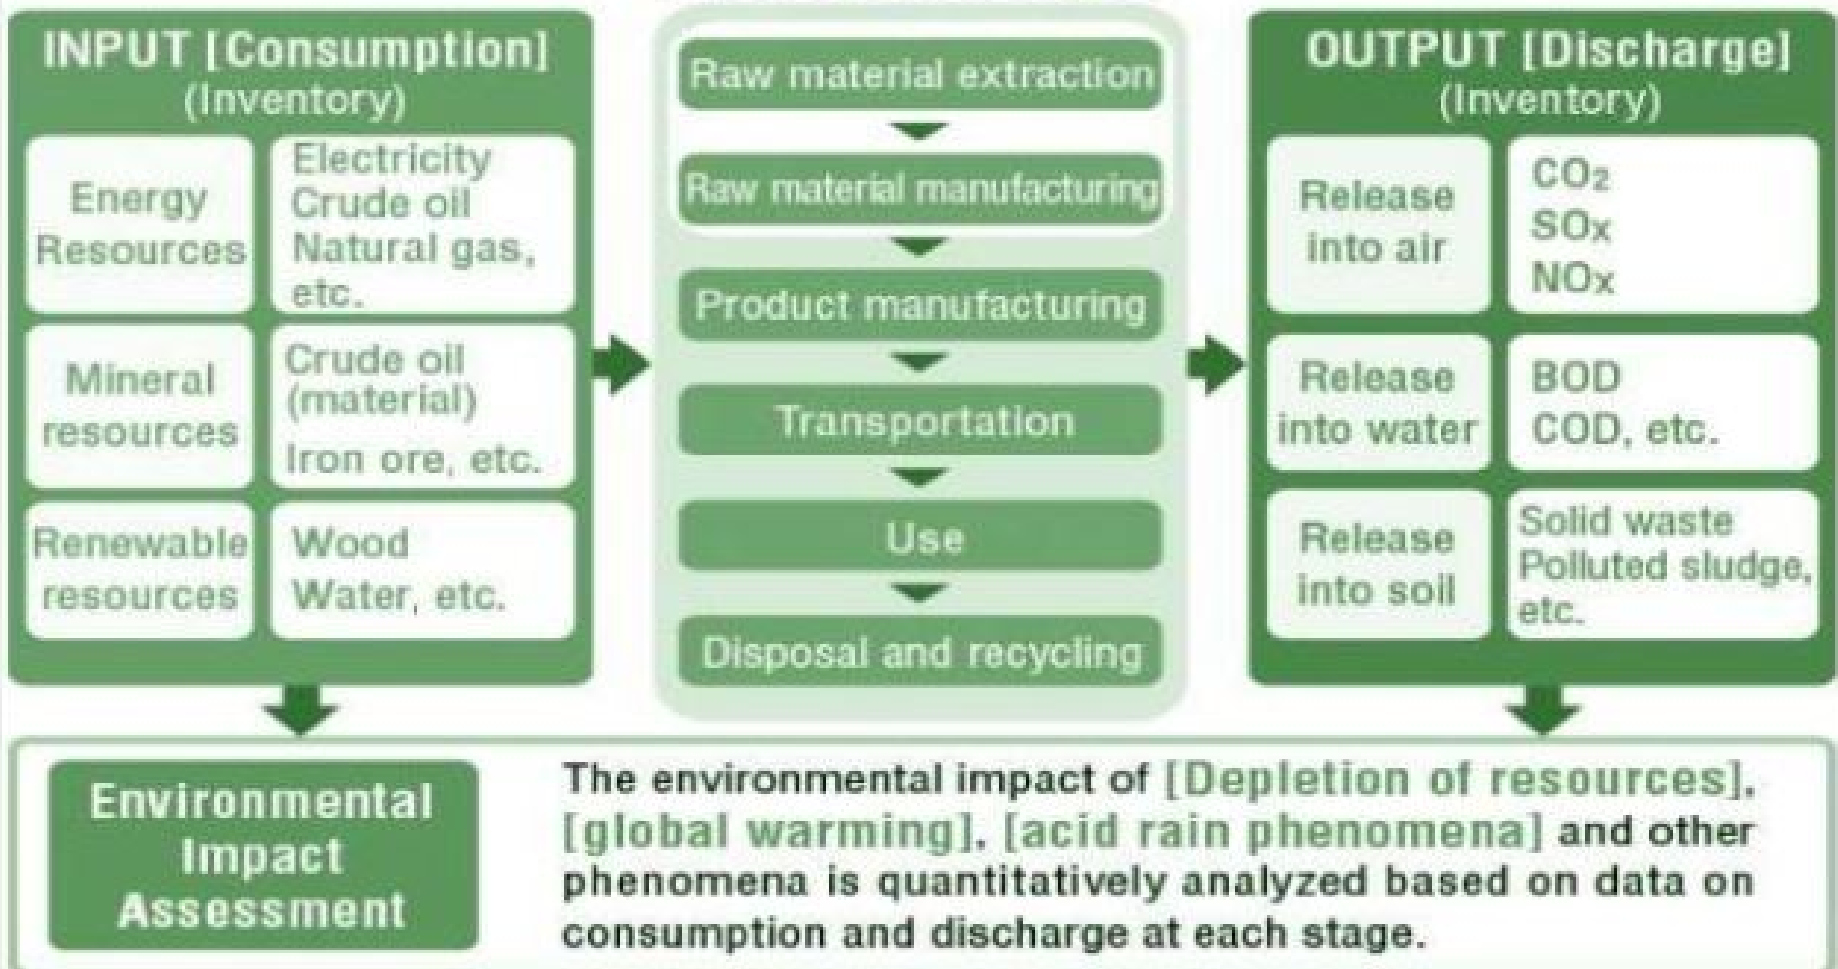 INPUT [Consumption]
(Inventory)
Energy
Resources
Electricity
Crude oil
Natural gas,
etc.
Mineral
resources
Crude oil
(material)
Iron ore, etc.
Renewable
resources
Wood
Water, etc.
Raw material extraction
Raw material manufacturing
Product manufacturing
Transportation
Use
Disposal and recycling
OUTPUT [Discharge]
(Inventory)
Release
into air
CO₂
SOx
NOx
Release
into water
BOD
COD, etc.
Release
into soil
Solid waste
Polluted sludge,
etc.
Environmental
Impact
Assessment
The environmental impact of [Depletion of resources],
[global warming], [acid rain phenomena] and other
phenomena is quantitatively analyzed based on data on
consumption and discharge at each stage.